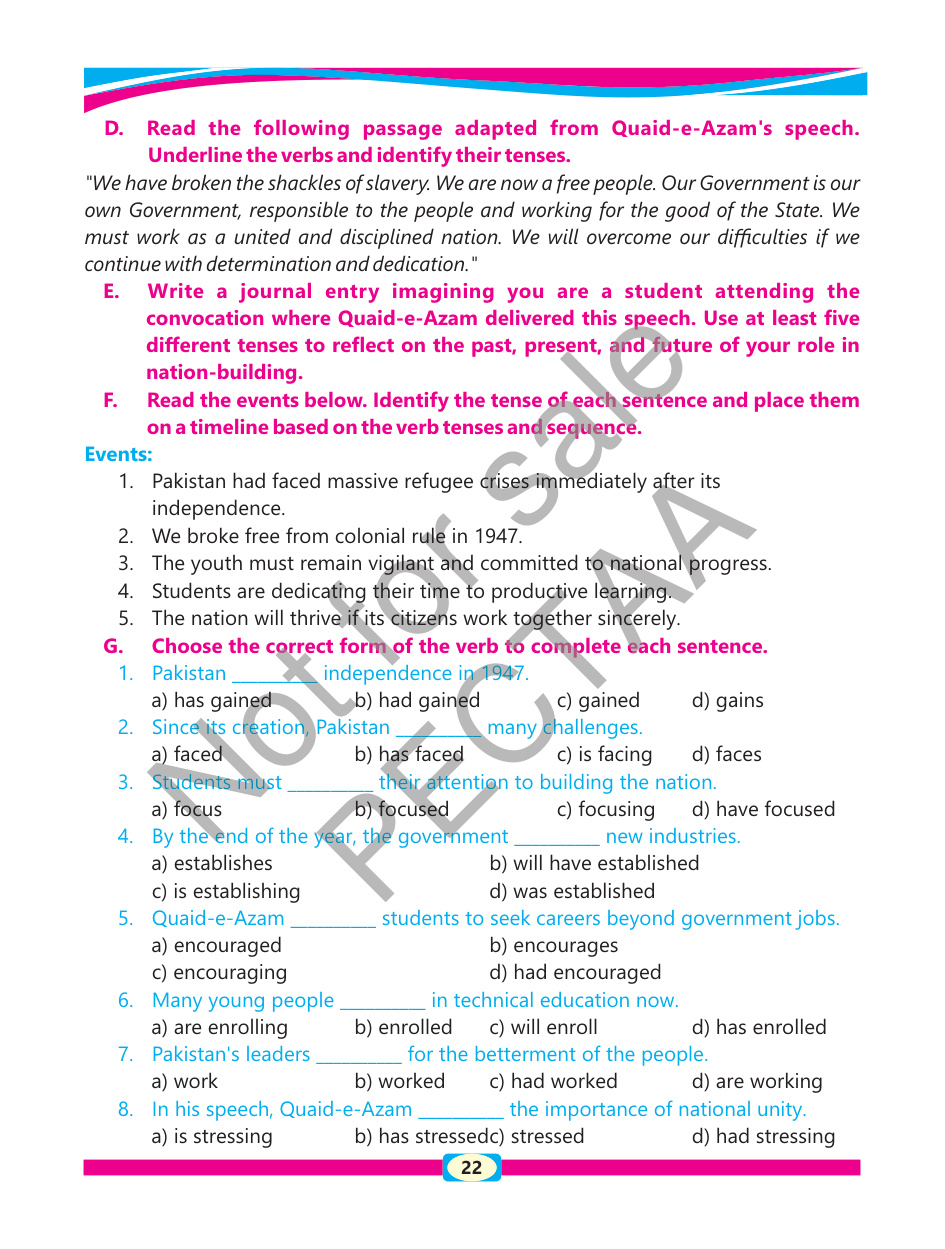 D. Read the following passage adapted from Quaid-e-Azam's speech.
Underline the verbs and identify their tenses.
"We have broken the shackles of slavery. We are now a free people. Our Government is our
own Government, responsible to the people and working for the good of the State. We
must work as a united and disciplined nation. We will overcome our difficulties if we
continue with determination and dedication."
E. Write a journal entry imagining you are a student attending the
convocation where Quaid-e-Azam delivered this speech. Use at least five
different tenses to reflect on the past, present, and future of your role in
nation-building.
F. Read the events below. Identify the tense of each sentence and place them
on a timeline based on the verb tenses and sequence.
Events:
1. Pakistan had faced massive refugee crises immediately after its
independence.
2. We broke free from colonial rule in 1947.
3. The youth must remain vigilant and committed to national progress.
4. Students are dedicating their time to productive learning.
5. The nation will thrive if its citizens work together sincerely.
G. Choose the correct form of the verb to complete each sentence.
1. Pakistan _________ independence in 1947.
a) has gained b) had gained c) gained d) gains
2. Since its creation, Pakistan _________ many challenges.
a) faced b) has faced c) is facing d) faces
3. Students must _________ their attention to building the nation.
a) focus b) focused c) focusing d) have focused
4. By the end of the year, the government _________ new industries.
a) establishes b) will have established
c) is establishing d) was established
5. Quaid-e-Azam _________ students to seek careers beyond government jobs.
a) encouraged b) encourages
c) encouraging d) had encouraged
6. Many young people _________ in technical education now.
a) are enrolling b) enrolled c) will enroll d) has enrolled
7. Pakistan's leaders _________ for the betterment of the people.
a) work b) worked c) had worked d) are working
8. In his speech, Quaid-e-Azam _________ the importance of national unity.
a) is stressing b) has stressedc) stressed d) had stressing
22
Not for sale
PECTAA